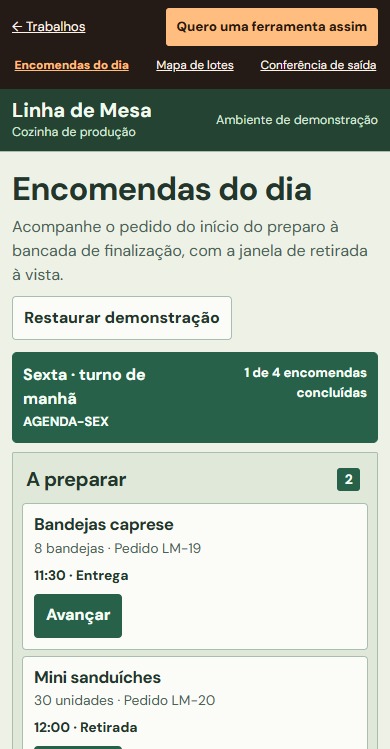 ← Trabalhos
Quero uma ferramenta assim
Encomendas do dia
Mapa de lotes
Conferência de saída
Linha de Mesa
Cozinha de produção
Ambiente de demonstração
Encomendas do dia
Acompanhe o pedido do início do preparo à
bancada de finalização, com a janela de retirada
à vista.
Restaurar demonstração
Sexta · turno de
manhã
AGENDA-SEX
1 de 4 encomendas
concluídas
A preparar
2
Bandejas caprese
8 bandejas · Pedido LM-19
11:30 · Entrega
Avançar
Mini sanduíches
30 unidades · Pedido LM-20
12:00 · Retirada